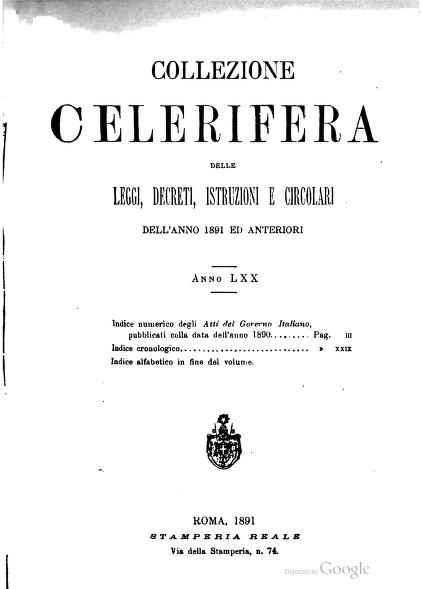 COLLEZIONE
CELERIFERA
DELLE
LEGGI, DECRETI, ISTRUZIONI E CIRCOLARI
DELL'ANNO 1891 ED ANTERIORI
ANNO LXX
Indice numerico degli Atti del Governo Italiano,
pubblicati colla data dell'anno 1890........ Pag. III
Indice cronologico............................. » XXIX
Indice alfabetico in fine del volume.
ROMA, 1891
STAMPERIA REALE
Via della Stamperia, n. 74.
Digitized by Google